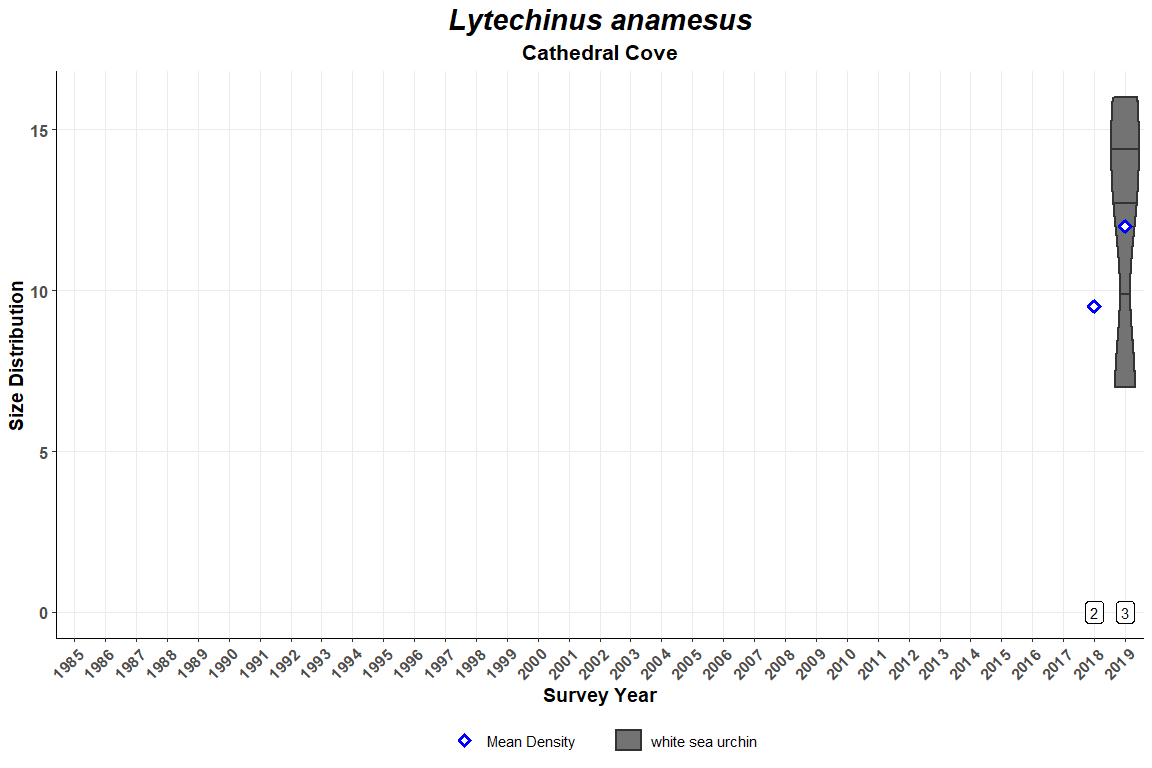 Lytechinus anamesus
Cathedral Cove
Size Distribution
15
10
5
0
2 3
1985 1986 1987 1988 1989 1990 1991 1992 1993 1994 1995 1996 1997 1998 1999 2000 2001 2002 2003 2004 2005 2006 2007 2008 2009 2010 2011 2012 2013 2014 2015 2016 2017 2018 2019
Survey Year
Mean Density white sea urchin